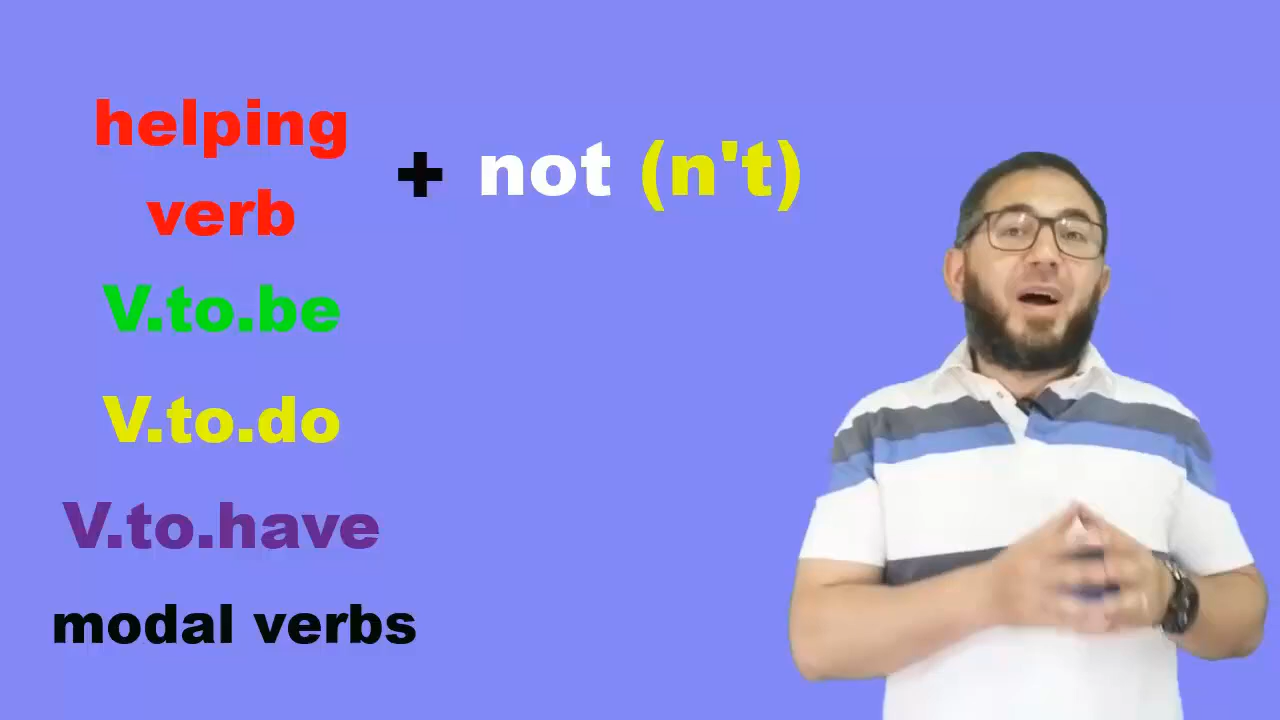 helping
verb
+ not (n't)
V.to.be
V.to.do
V.to.have
modal verbs